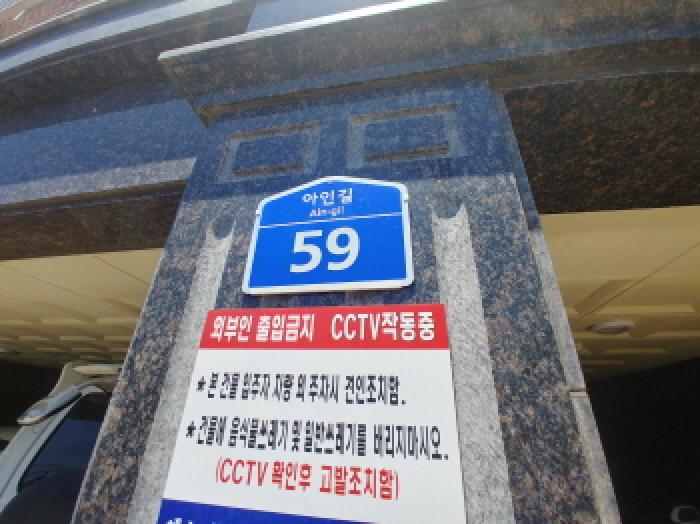 아인길
Ain-gil
59
외부인 출입금지 CCTV작동중
★ 본 건물 입주자 차량 외 주차시 견인조치함.
★ 건물에 음식물쓰레기 및 일반쓰레기를 버리지마시오.
(CCTV 확인후 고발조치함)